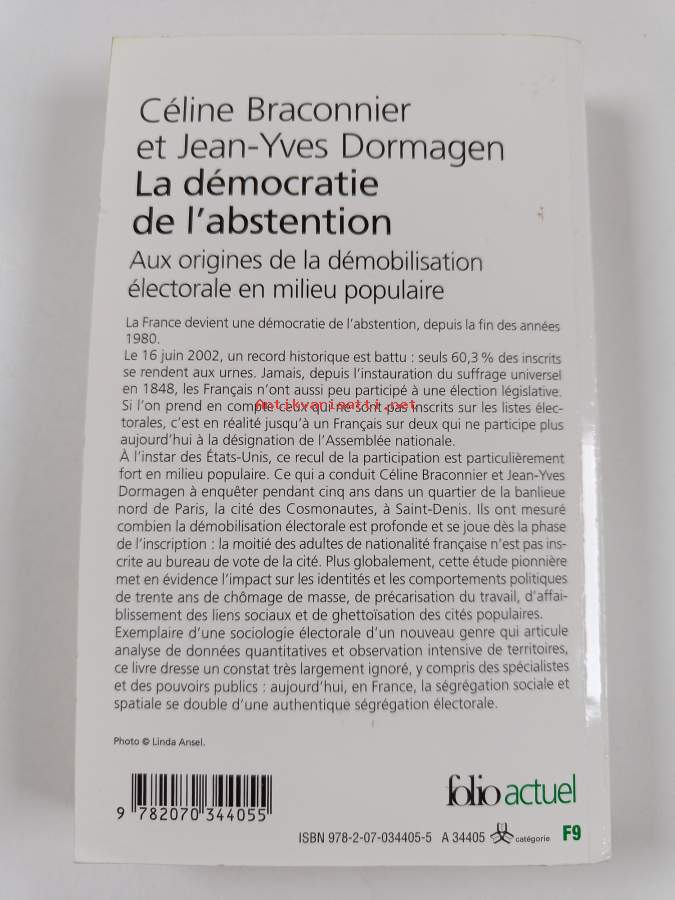 Céline Braconnier
et Jean-Yves Dormagen
La démocratie
de l'abstention
Aux origines de la démobilisation
électorale en milieu populaire
La France devient une démocratie de l'abstention, depuis la fin des années
1980.
Le 16 juin 2002, un record historique est battu : seuls 60,3 % des inscrits
se rendent aux urnes. Jamais, depuis l'instauration du suffrage universel
en 1848, les Français n'ont aussi peu participé à une élection législative.
Si l'on prend en compte ceux qui ne sont pas inscrits sur les listes élec-
torales, c'est en réalité jusqu'à un Français sur deux qui ne participe plus
aujourd'hui à la désignation de l'Assemblée nationale.
À l'instar des États-Unis, ce recul de la participation est particulièrement
fort en milieu populaire. Ce qui a conduit Céline Braconnier et Jean-Yves
Dormagen à enquêter pendant cinq ans dans un quartier de la banlieue
nord de Paris, la cité des Cosmonautes, à Saint-Denis. Ils ont mesuré
combien la démobilisation électorale est profonde et se joue dès la phase
de l'inscription : la moitié des adultes de nationalité française n'est pas ins-
crite au bureau de vote de la cité. Plus globalement, cette étude pionnière
met en évidence l'impact sur les identités et les comportements politiques
de trente ans de chômage de masse, de précarisation du travail, d'affai-
blissement des liens sociaux et de ghettoïsation des cités populaires.
Exemplaire d'une sociologie électorale d'un nouveau genre qui articule
analyse de données quantitatives et observation intensive de territoires,
ce livre dresse un constat très largement ignoré, y compris des spécialistes
et des pouvoirs publics : aujourd'hui, en France, la ségrégation sociale et
spatiale se double d'une authentique ségrégation électorale.
Antikvariaatti.net
Photo © Linda Ansel.
folio actuel
9 782070 344055
ISBN 978-2-07-034405-5 A 34405 catégorie F9